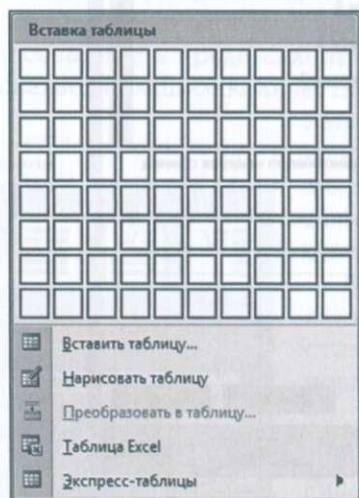 Вставка таблицы
Вставить таблицу...
Нарисовать таблицу
Преобразовать в таблицу...
Таблица Excel
Экспресс-таблицы